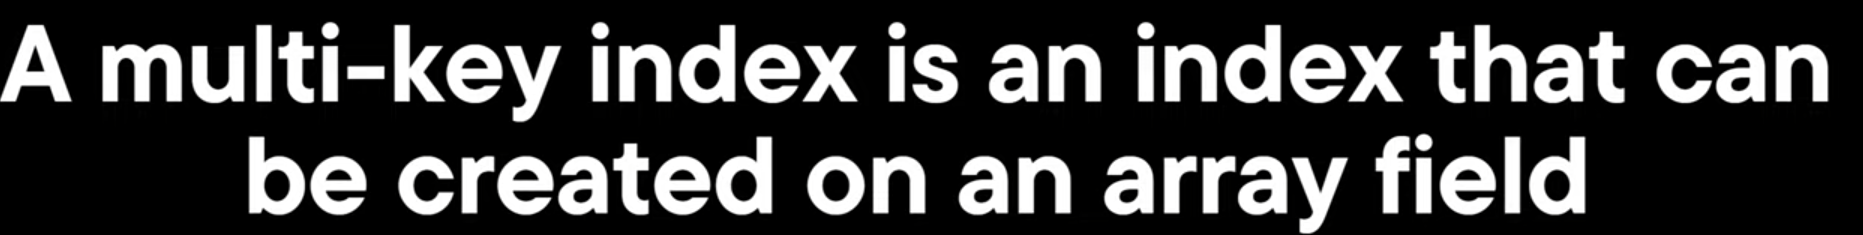 A multi-key index is an index that can
be created on an array field